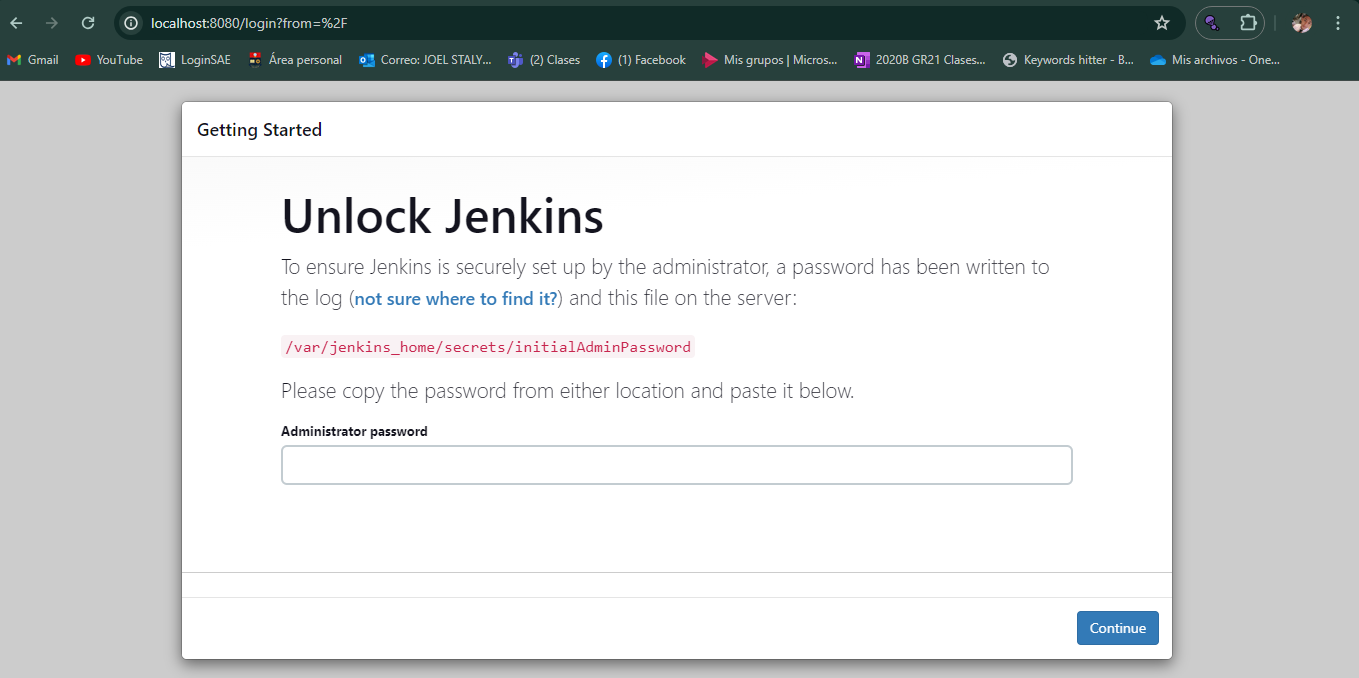 localhost:8080/login?from=%2F
Gmail
YouTube
LoginSAE
Área personal
Correo: JOEL STALY...
(2) Clases
(1) Facebook
Mis grupos | Micros...
2020B GR21 Clases...
Keywords hitter - B...
Mis archivos - One...
Getting Started
Unlock Jenkins
To ensure Jenkins is securely set up by the administrator, a password has been written to
the log (not sure where to find it?) and this file on the server:
/var/jenkins_home/secrets/initialAdminPassword
Please copy the password from either location and paste it below.
Administrator password
Continue